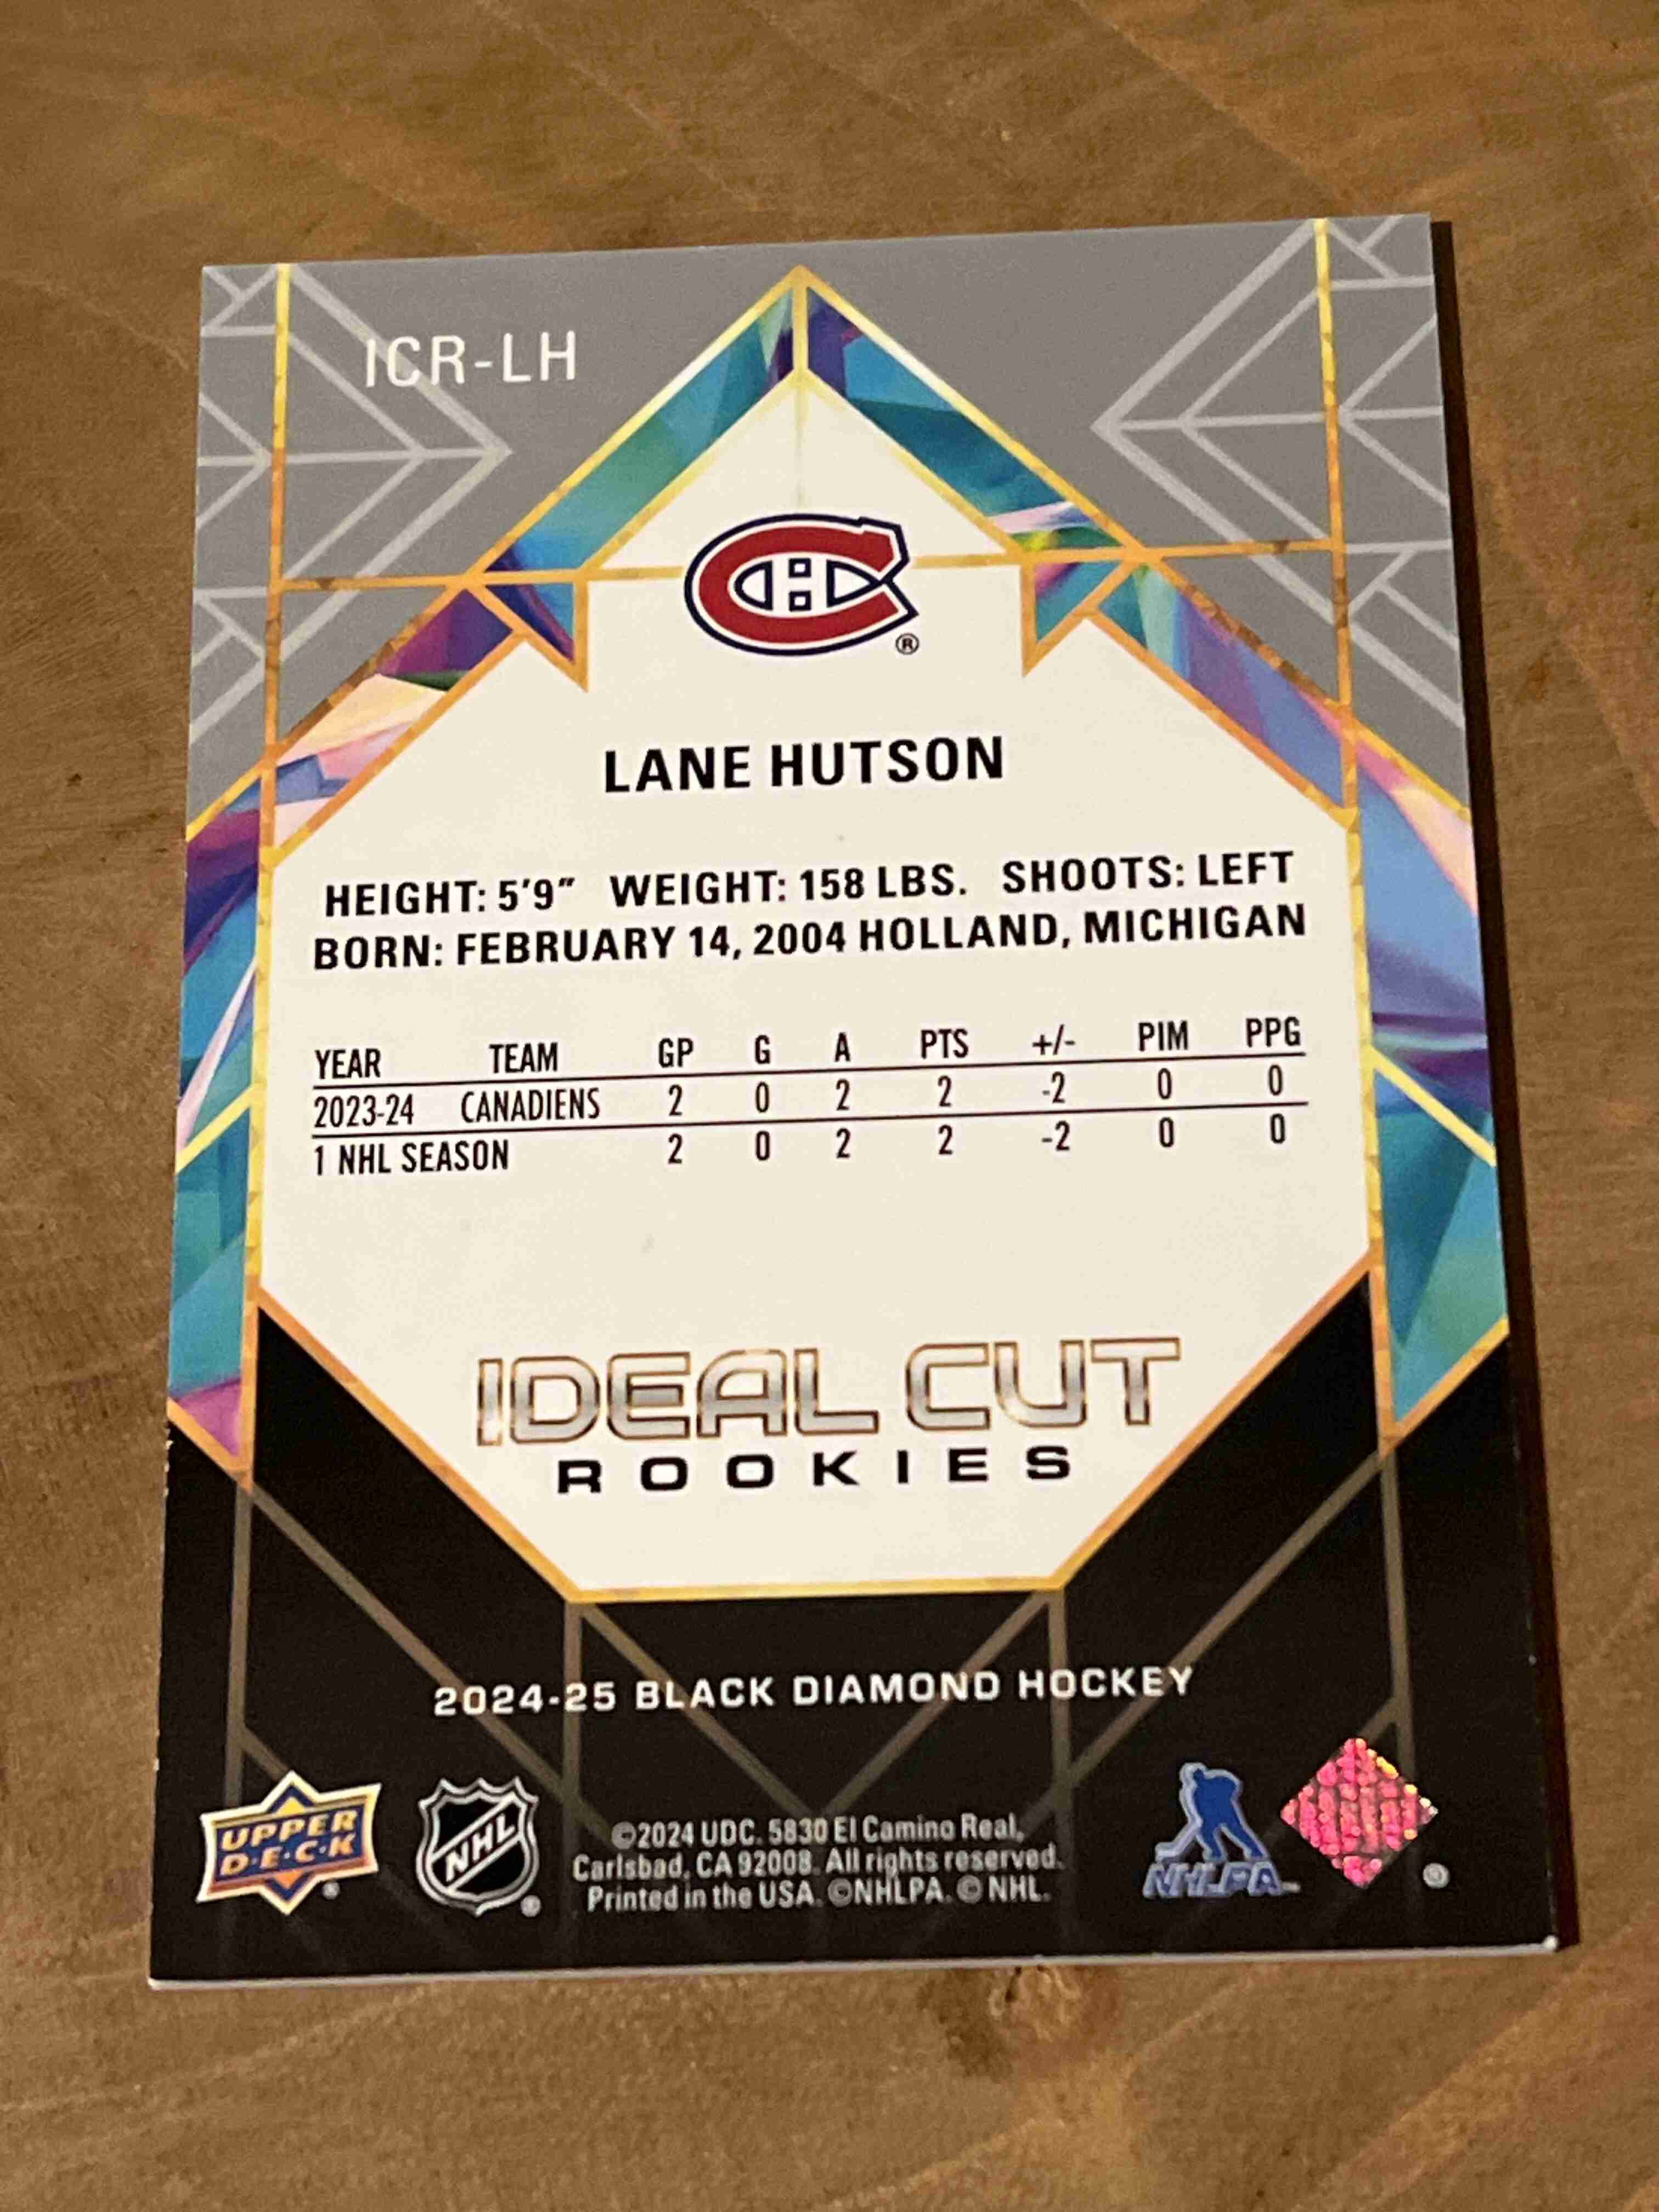 ICR-LH
®
LANE HUTSON
HEIGHT: 5'9" WEIGHT: 158 LBS. SHOOTS: LEFT
BORN: FEBRUARY 14, 2004 HOLLAND, MICHIGAN
YEAR TEAM GP G A PTS +/- PIM PPG
2023-24 CANADIENS 2 0 2 2 -2 0 0
1 NHL SEASON 2 0 2 2 -2 0 0
IDEAL CUT
ROOKIES
2024-25 BLACK DIAMOND HOCKEY
UPPER
D·E·C·K
NHL
©2024 UDC. 5830 El Camino Real,
Carlsbad, CA 92008. All rights reserved.
Printed in the USA. ©NHLPA. © NHL.
NHLPA